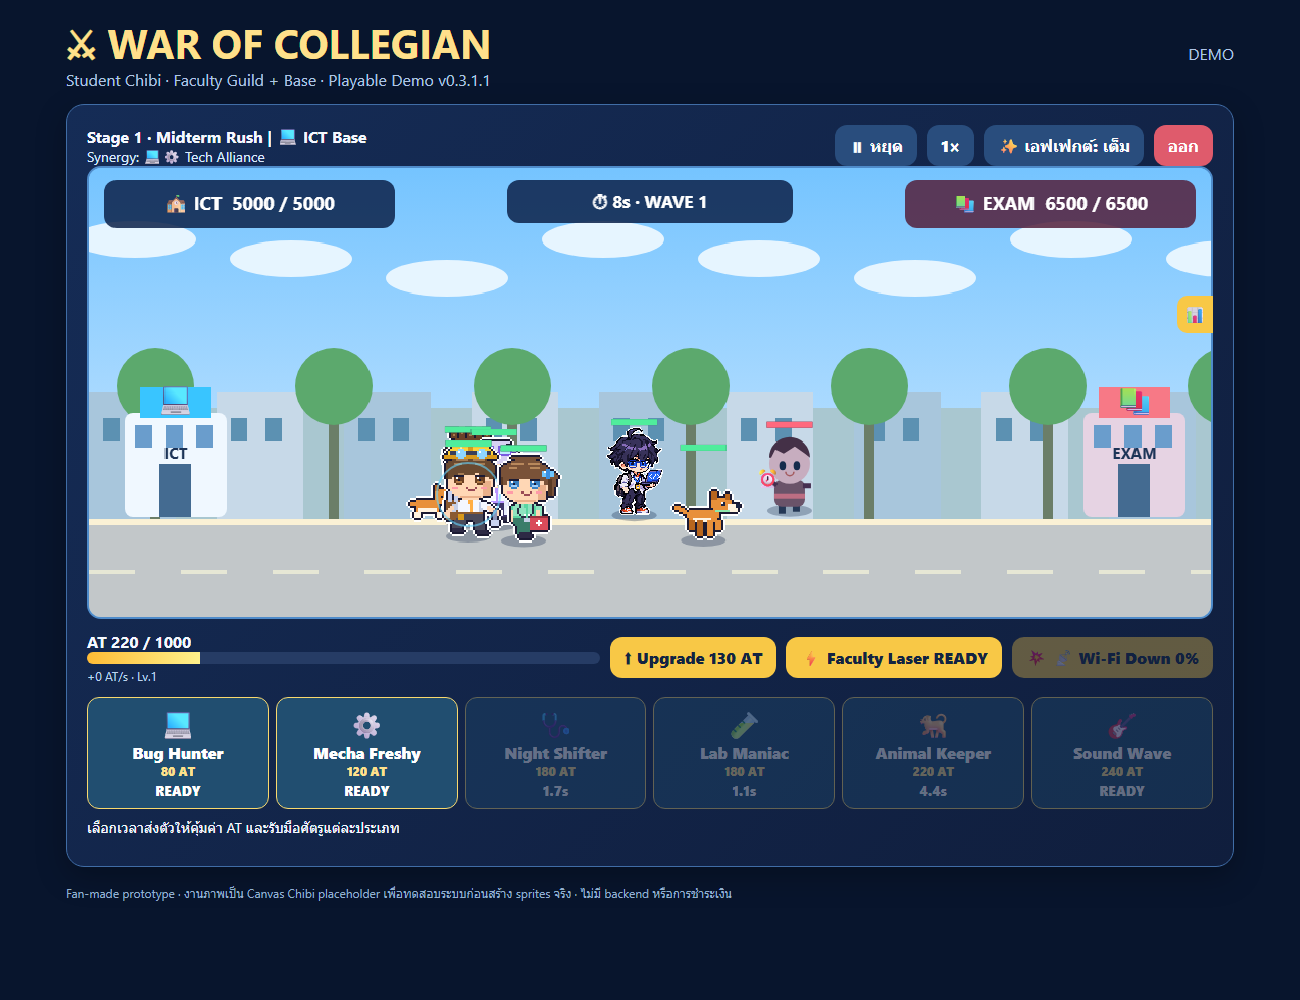 ⚔ WAR OF COLLEGIAN
Student Chibi · Faculty Guild + Base · Playable Demo v0.3.1.1
DEMO
Stage 1 · Midterm Rush | 💻 ICT Base
Synergy: 💻 ⚙️ Tech Alliance
⏸ หยุด
1×
✨ เอฟเฟกต์: เต็ม
ออก
🏫 ICT 5000 / 5000
⏱ 8s · WAVE 1
📚 EXAM 6500 / 6500
ICT
EXAM
AT 220 / 1000
+0 AT/s · Lv.1
⬆ Upgrade 130 AT
⚡ Faculty Laser READY
Wi-Fi Down 0%
Bug Hunter
80 AT
READY
Mecha Freshy
120 AT
READY
Night Shifter
180 AT
1.7s
Lab Maniac
180 AT
1.1s
Animal Keeper
220 AT
4.4s
Sound Wave
240 AT
READY
เลือกเวลาส่งตัวให้คุ้มค่า AT และรับมือศัตรูแต่ละประเภท
Fan-made prototype · งานภาพเป็น Canvas Chibi placeholder เพื่อทดสอบระบบก่อนสร้าง sprites จริง · ไม่มี backend หรือการชำระเงิน